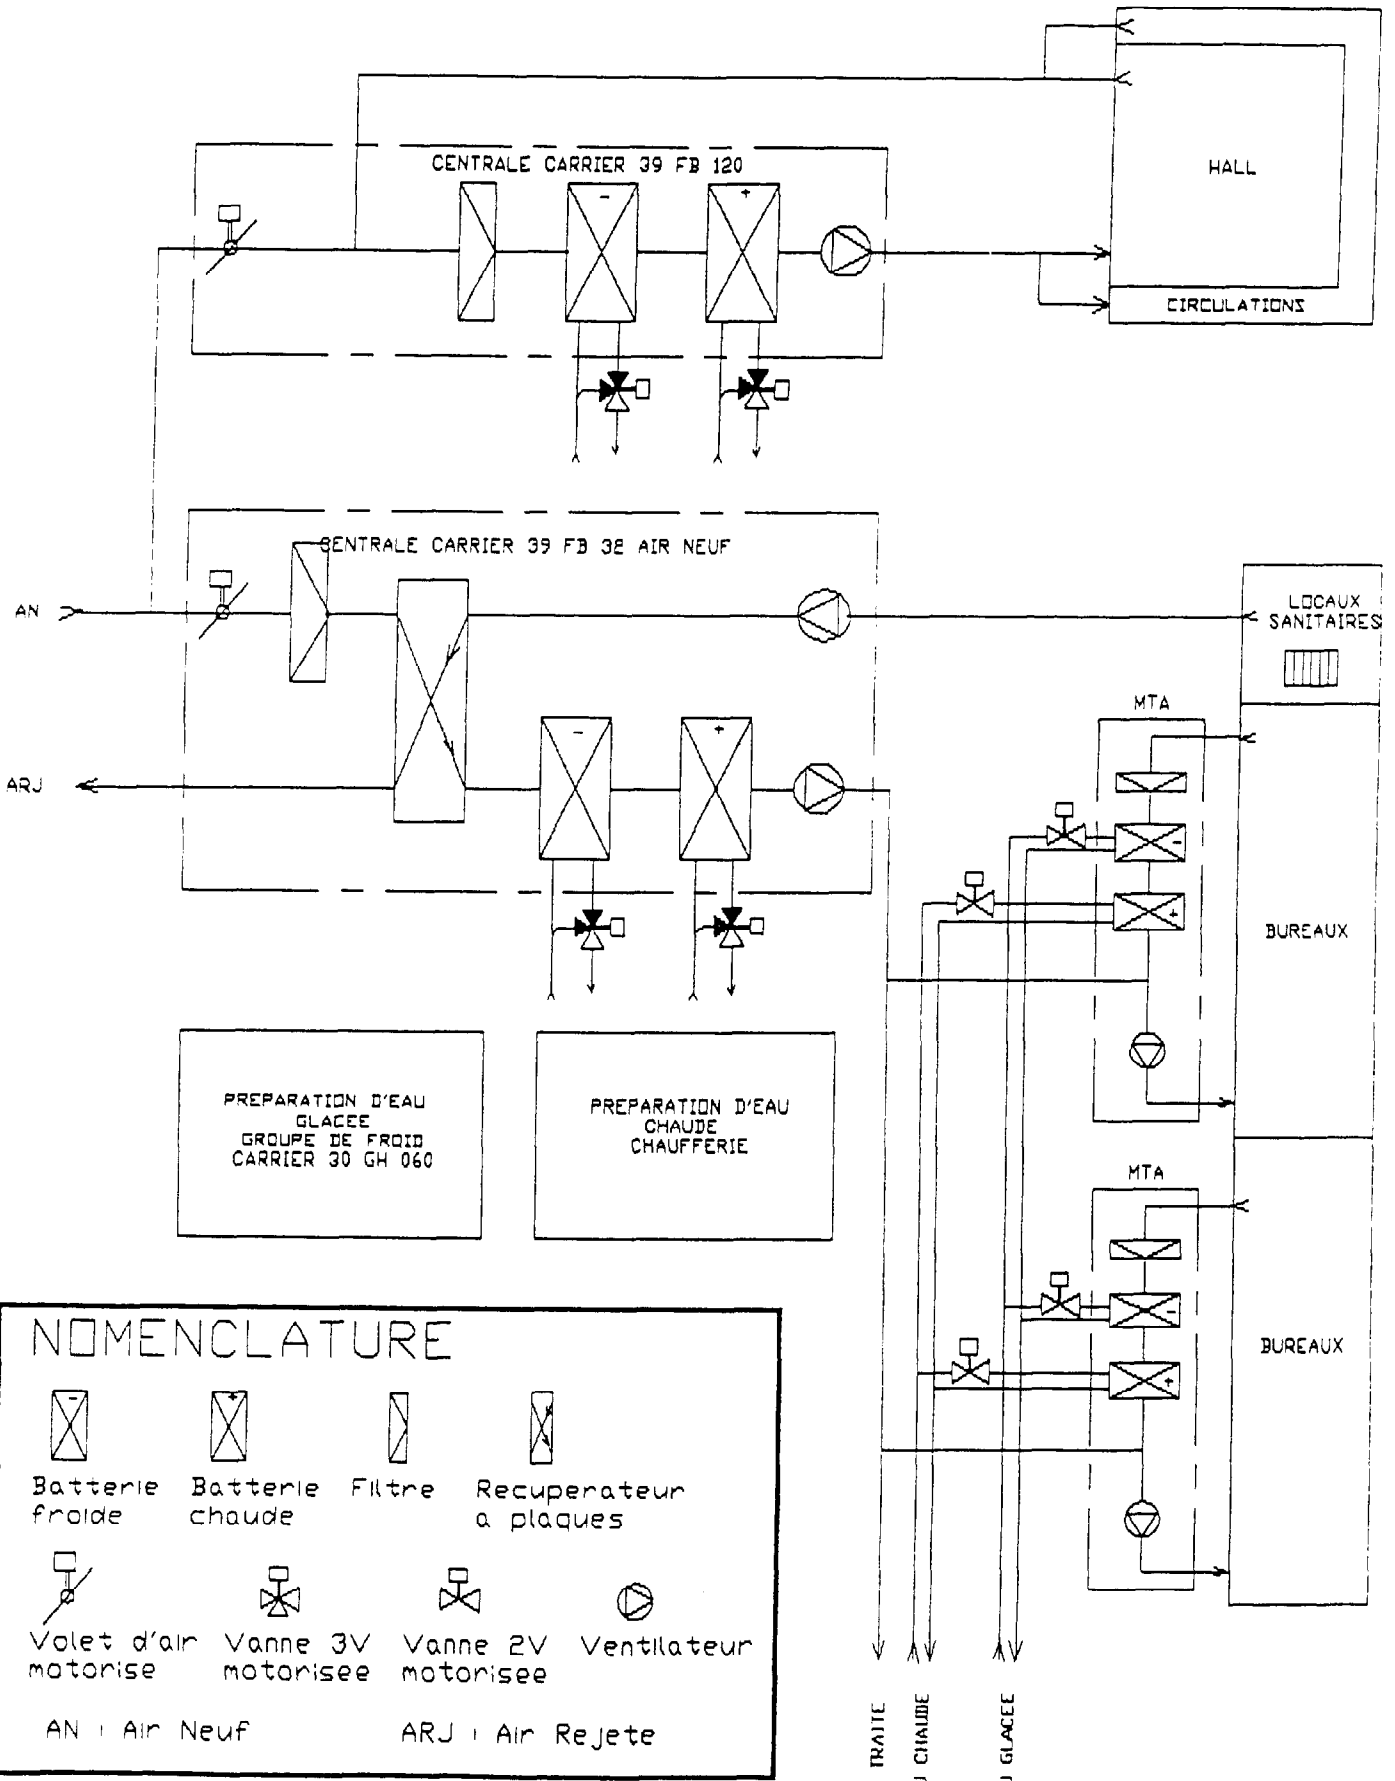 CENTRALE CARRIER 39 FB 120
-
+
HALL
CIRCULATIONS
CENTRALE CARRIER 39 FB 38 AIR NEUF
AN
ARJ
-
+
LOCAUX
SANITAIRES
MTA
-
+
BUREAUX
PREPARATION D'EAU
GLACEE
GROUPE DE FROID
CARRIER 30 GH 060
PREPARATION D'EAU
CHAUDE
CHAUFFERIE
MTA
-
+
BUREAUX
NOMENCLATURE
-
+
Batterie
froide
Batterie
chaude
Filtre
Recuperateur
a plaques
Volet d'air
motorise
Vanne 3V
motorisee
Vanne 2V
motorisee
Ventilateur
AN : Air Neuf
ARJ : Air Rejete
TRAITE
CHAUDE
GLACEE